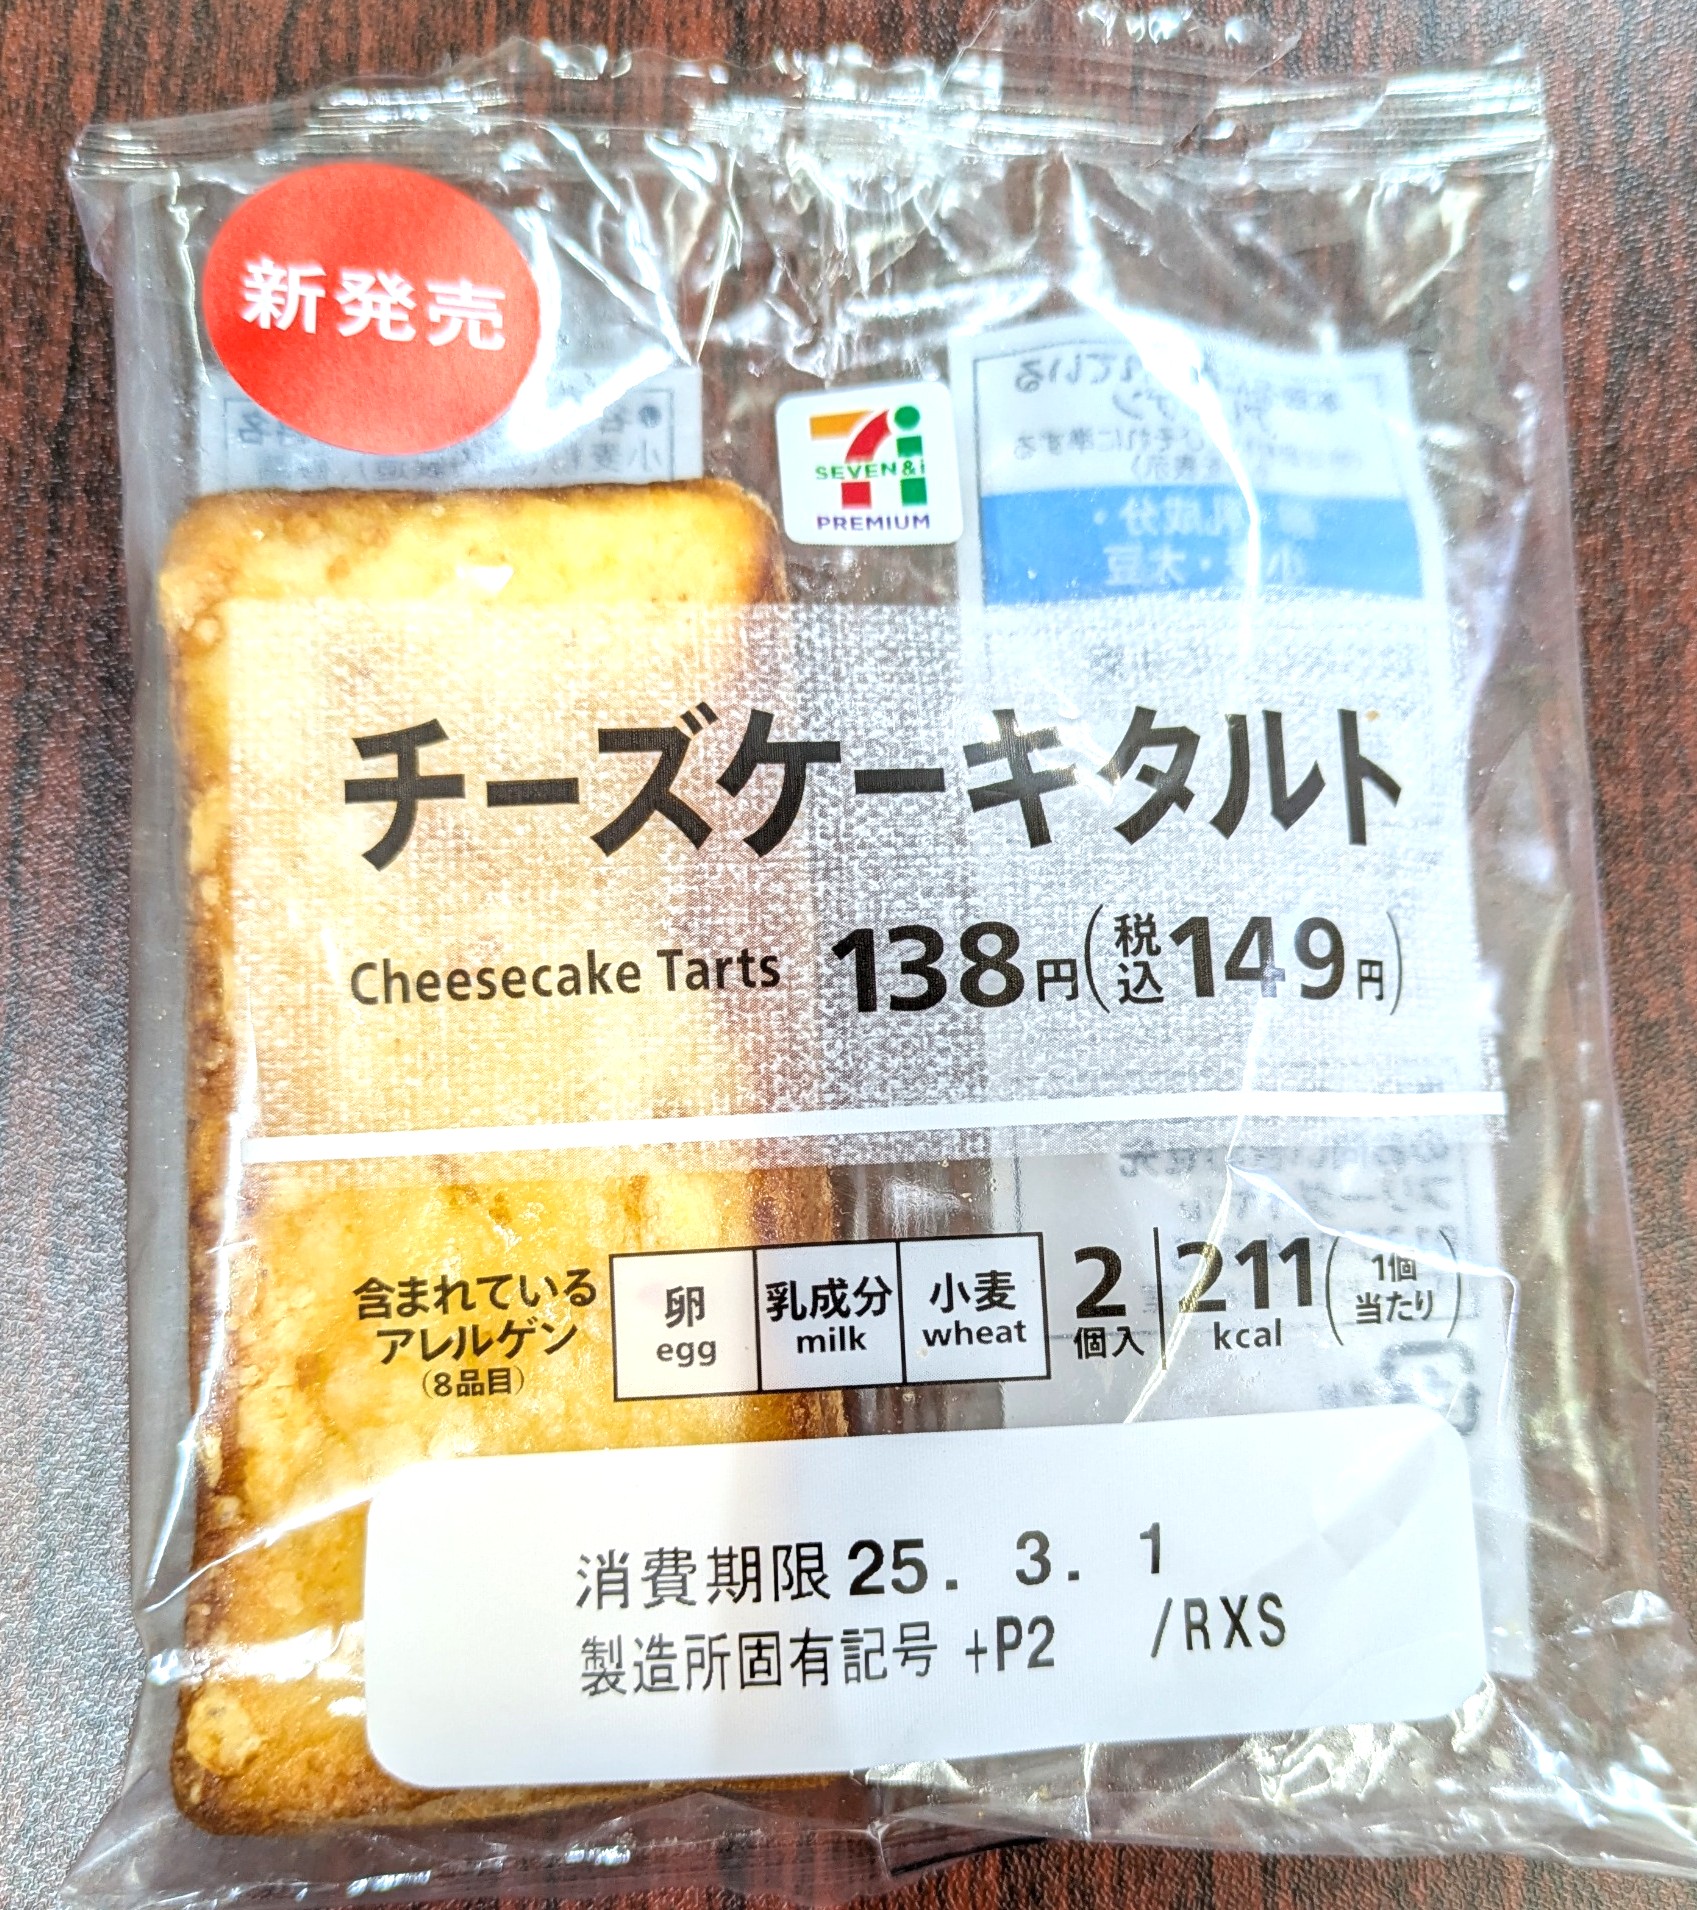 新発売
SEVEN&i
PREMIUM
チーズケーキタルト
Cheesecake Tarts 138円(税込149円)
含まれている
アレルゲン
(8品目)
卵
egg
乳成分
milk
小麦
wheat
2
個入
211
kcal
(1個
当たり)
消費期限 25. 3. 1
製造所固有記号 +P2 /RXS